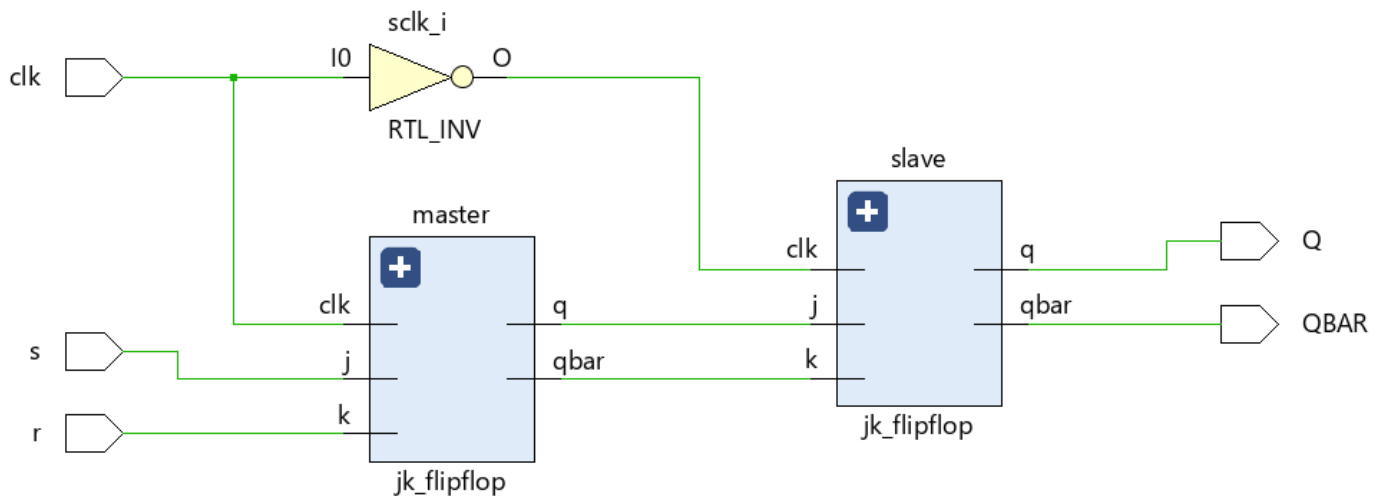 sclk_i
clk
I0
O
RTL_INV
slave
master
clk
q
Q
clk
q
j
qbar
QBAR
s
j
qbar
k
r
k
jk_flipflop
jk_flipflop